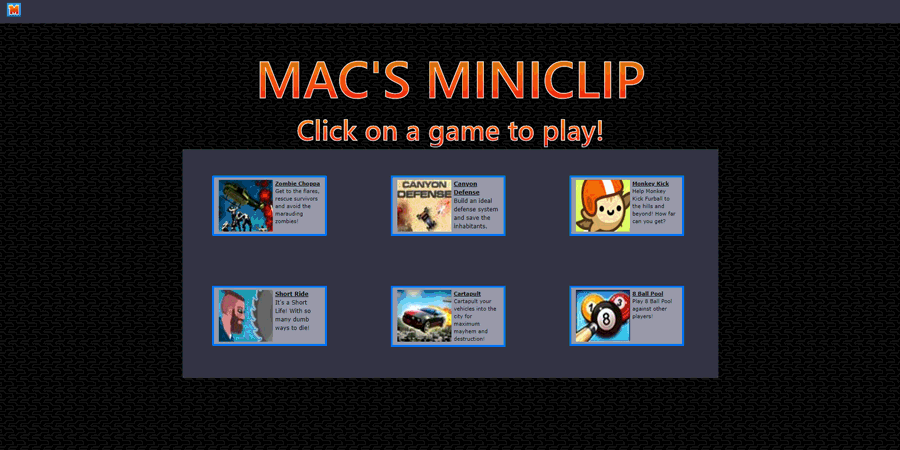 M
MAC'S MINICLIP
Click on a game to play!
Zombie Choppa
Get to the flares,
rescue survivors
and avoid the
marauding
zombies!
CANYON
DEFENSE
Canyon
Defense
Build an ideal
defense system
and save the
inhabitants.
Monkey Kick
Help Monkey
Kick Furball to
the hills and
beyond! How far
can you get?
Short Ride
It's a Short
Life! With so
many dumb
ways to die!
Cartapult
Cartapult your
vehicles into the
city for
maximum
mayhem and
destruction!
8
8 Ball Pool
Play 8 Ball Pool
against other
players!